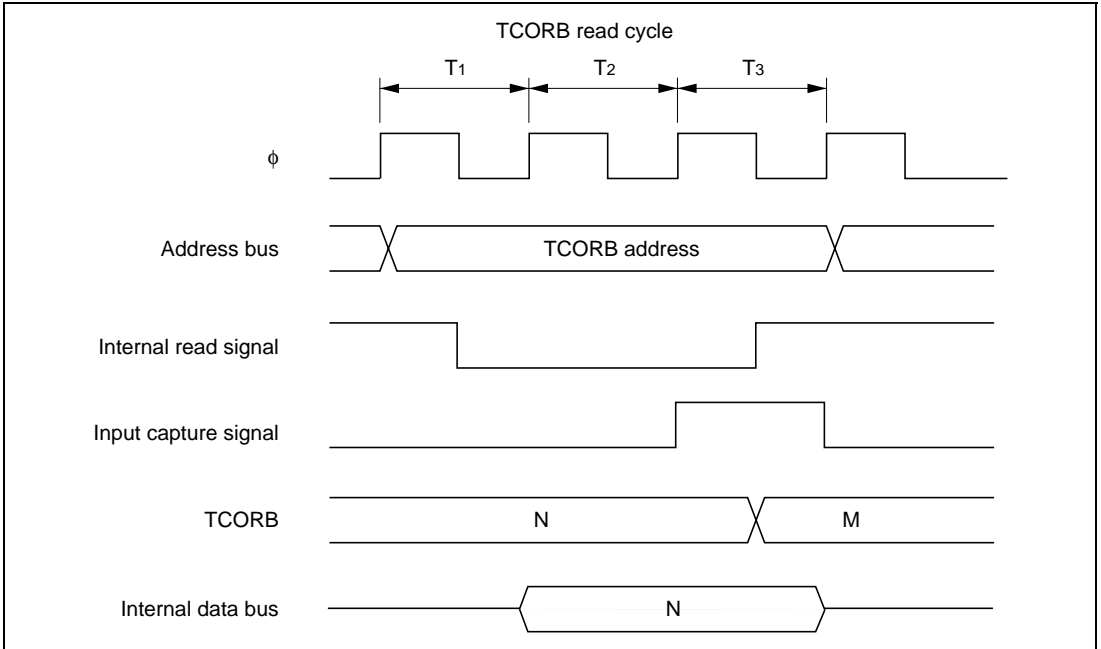 TCORB read cycle
T1 T2 T3
ϕ
Address bus TCORB address
Internal read signal
Input capture signal
TCORB N M
Internal data bus N